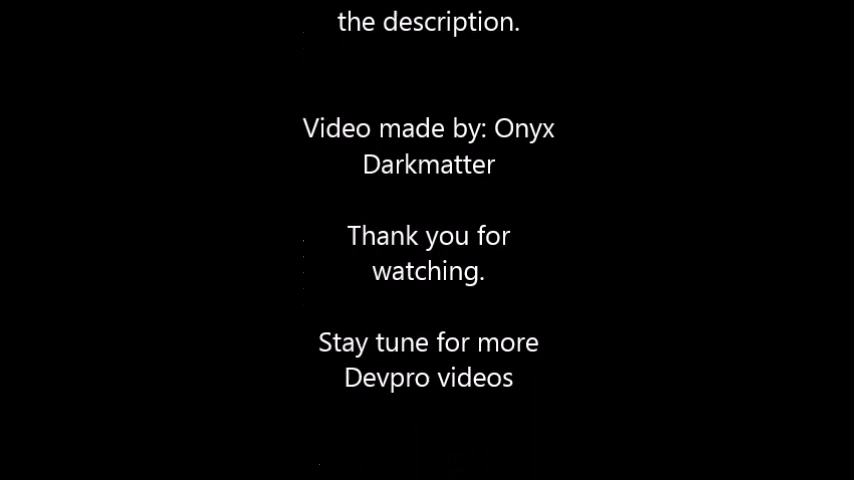 the description.
Video made by: Onyx
Darkmatter
Thank you for
watching.
Stay tune for more
Devpro videos